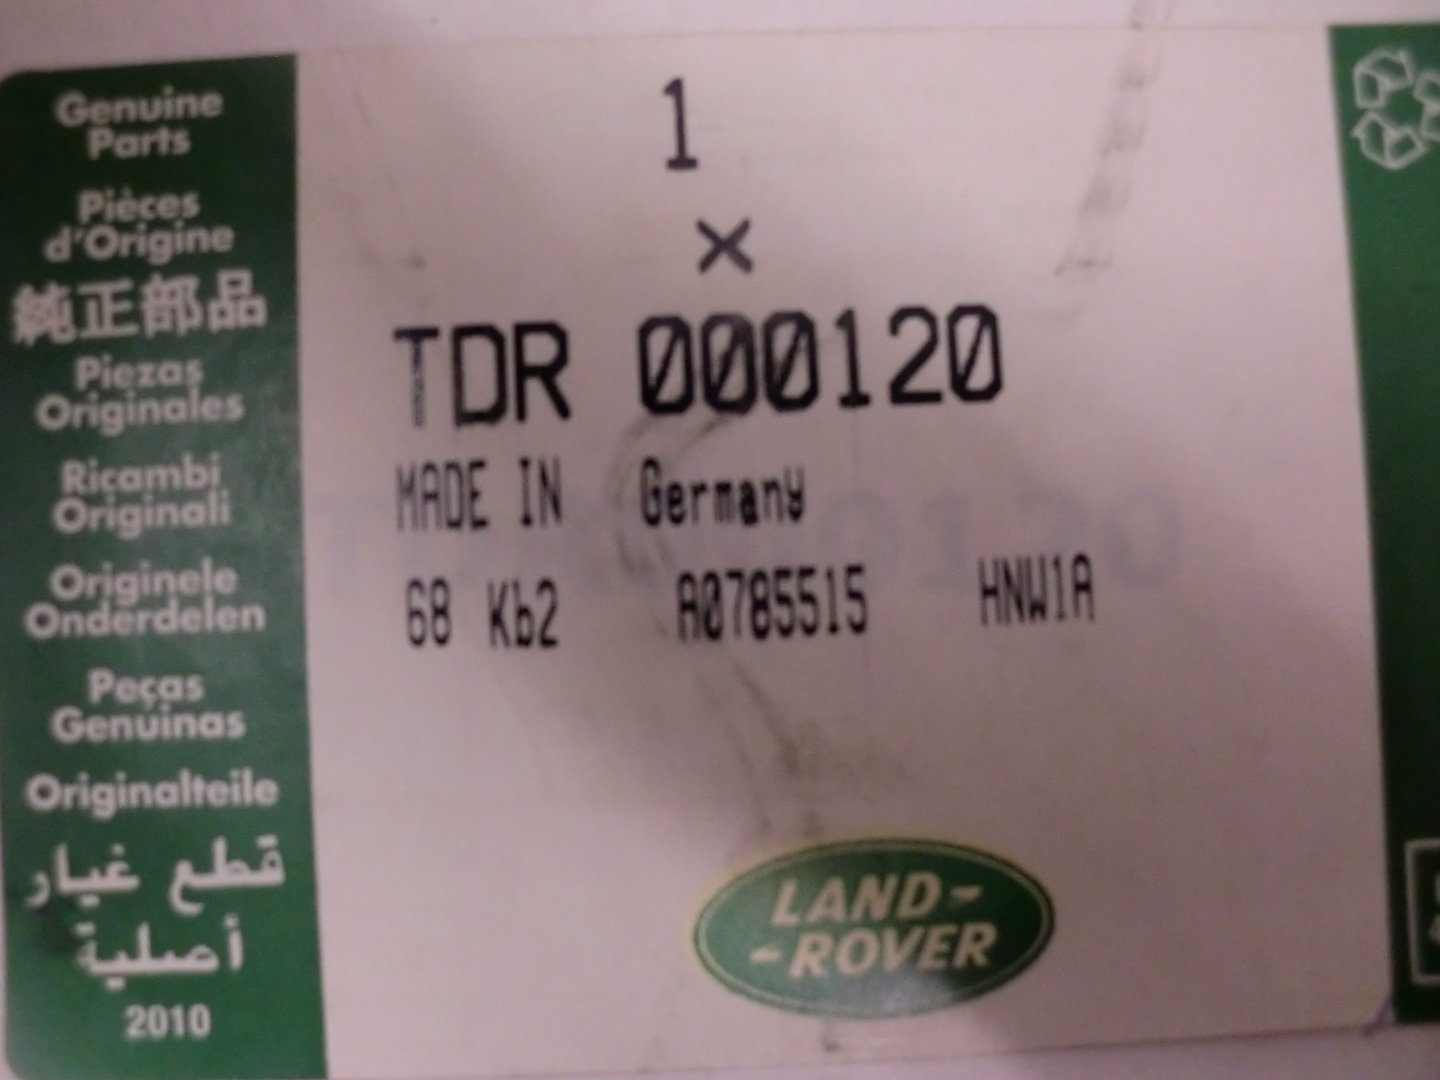 Genuine
Parts
Pièces
d'Origine
純正部品
Piezas
Originales
Ricambi
Originali
Originele
Onderdelen
Peças
Genuinas
Originalteile
قطع غيار
أصلية
2010
1
×
TDR 000120
MADE IN Germany
68 Kb2 A0785515 HNW1A
LAND-
-ROVER